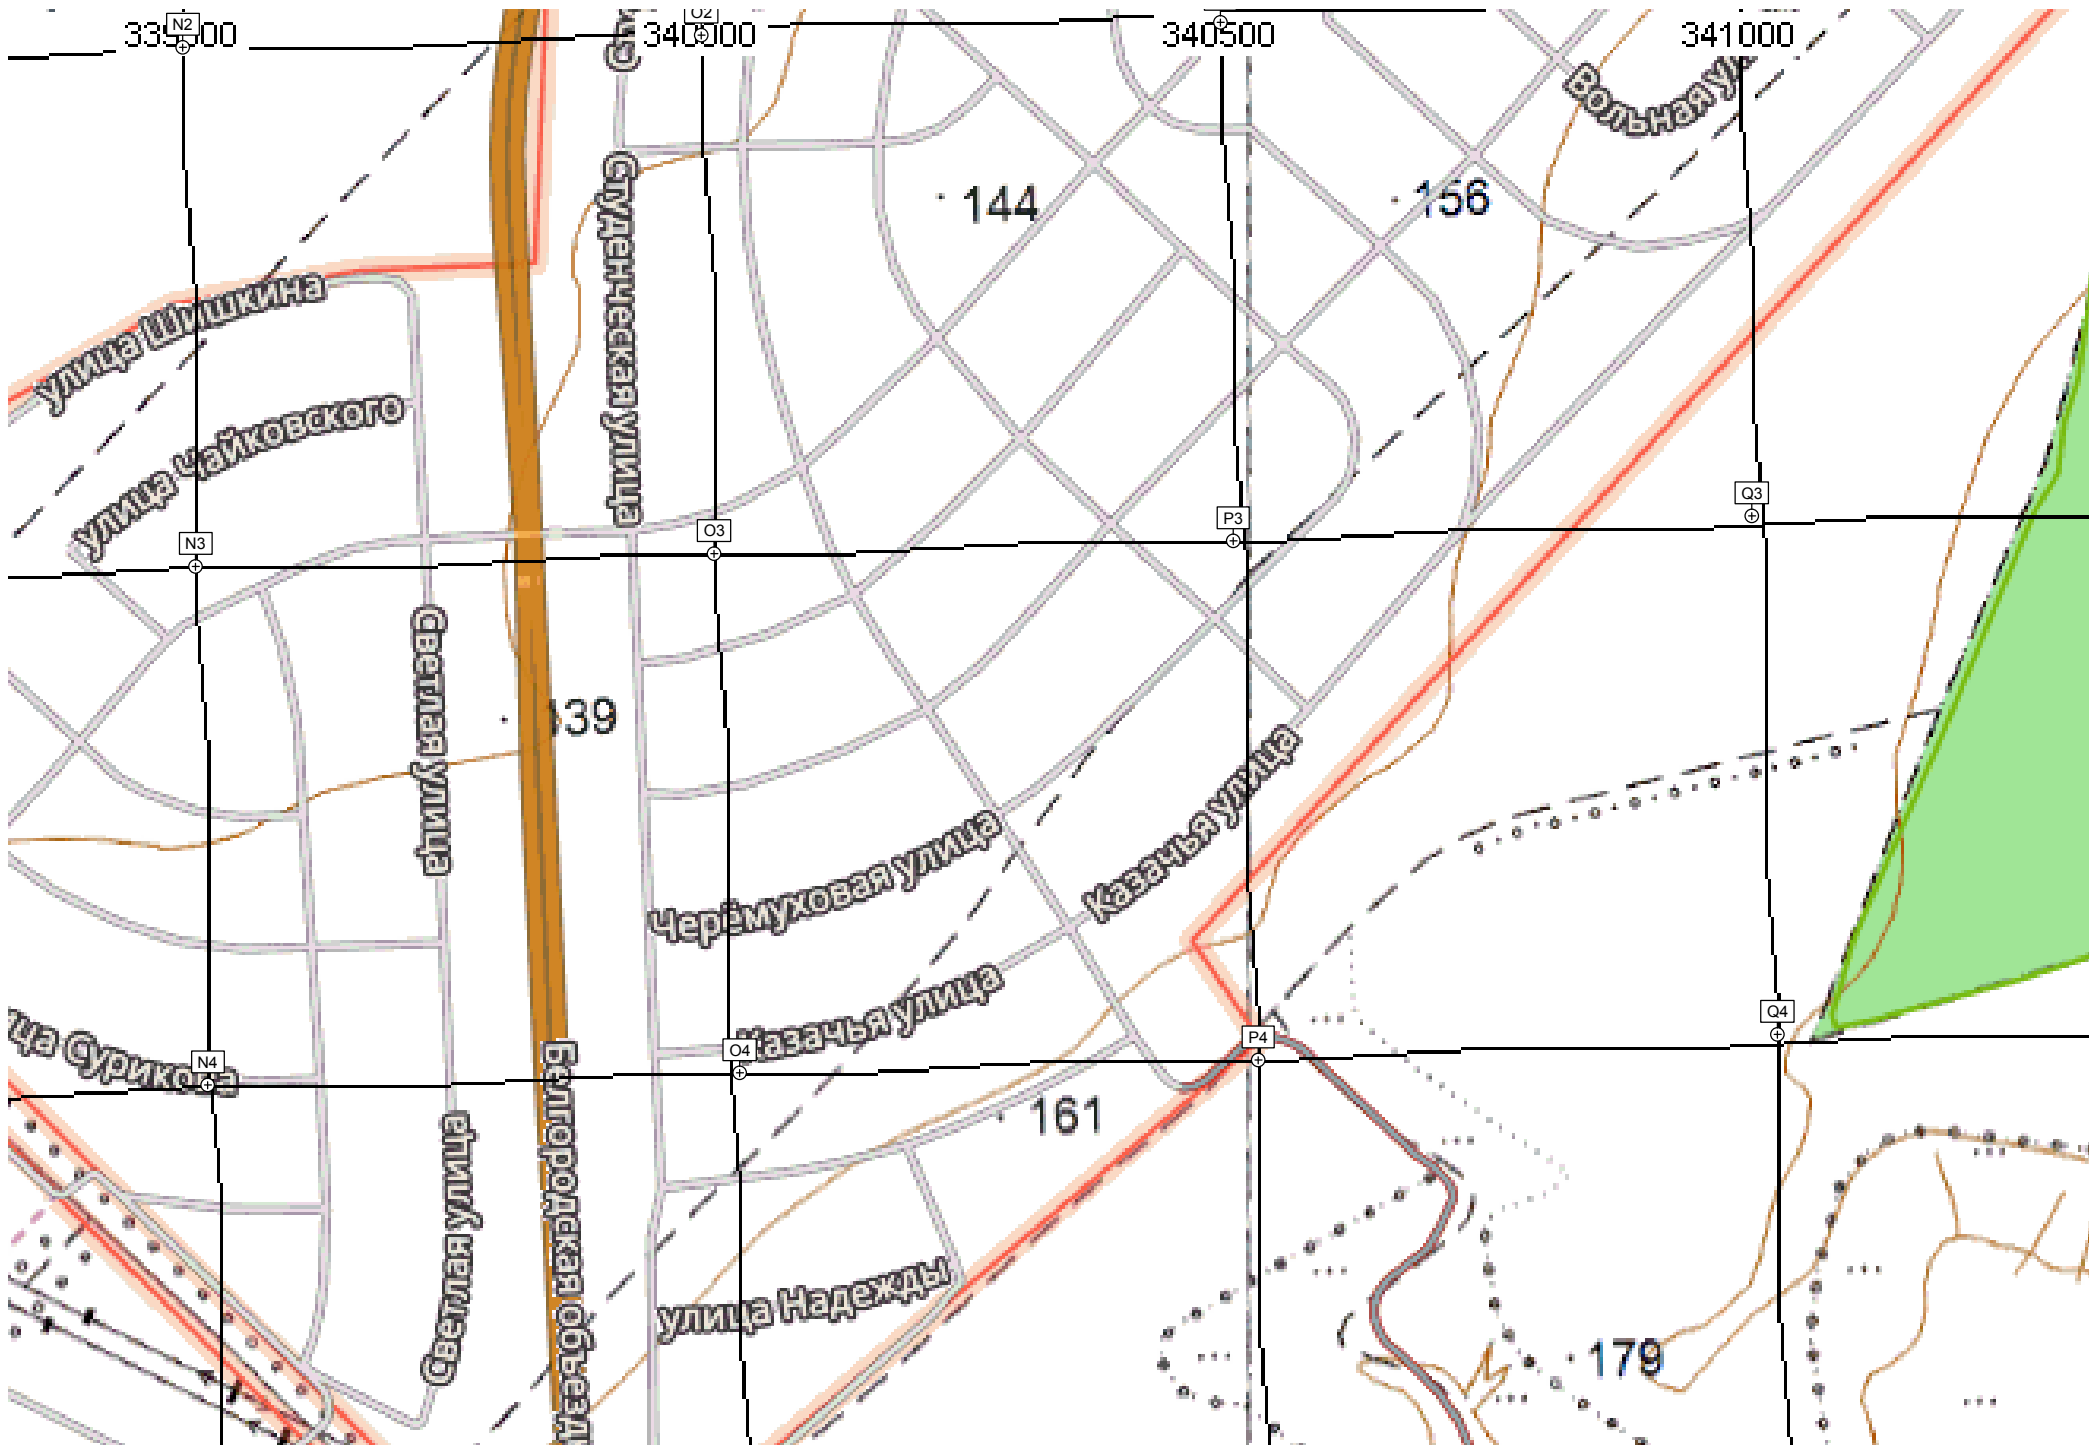 N2
O2
340000
340500
341000
Вольная ул
144
156
улица Шишкина
Студенческая улица
улица Чайковского
Q3
P3
O3
N3
Светлая улица
139
Казачья улица
Черёмуховая улица
Казачья улица
Q4
P4
O4
N4
ица Сурикова
161
Белгородская объезд
Светлая улица
улица Надежды
179